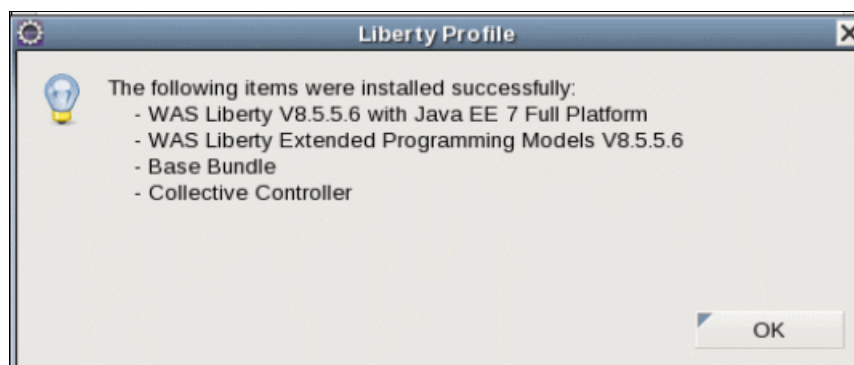 Liberty Profile
The following items were installed successfully:
- WAS Liberty V8.5.5.6 with Java EE 7 Full Platform
- WAS Liberty Extended Programming Models V8.5.5.6
- Base Bundle
- Collective Controller
OK